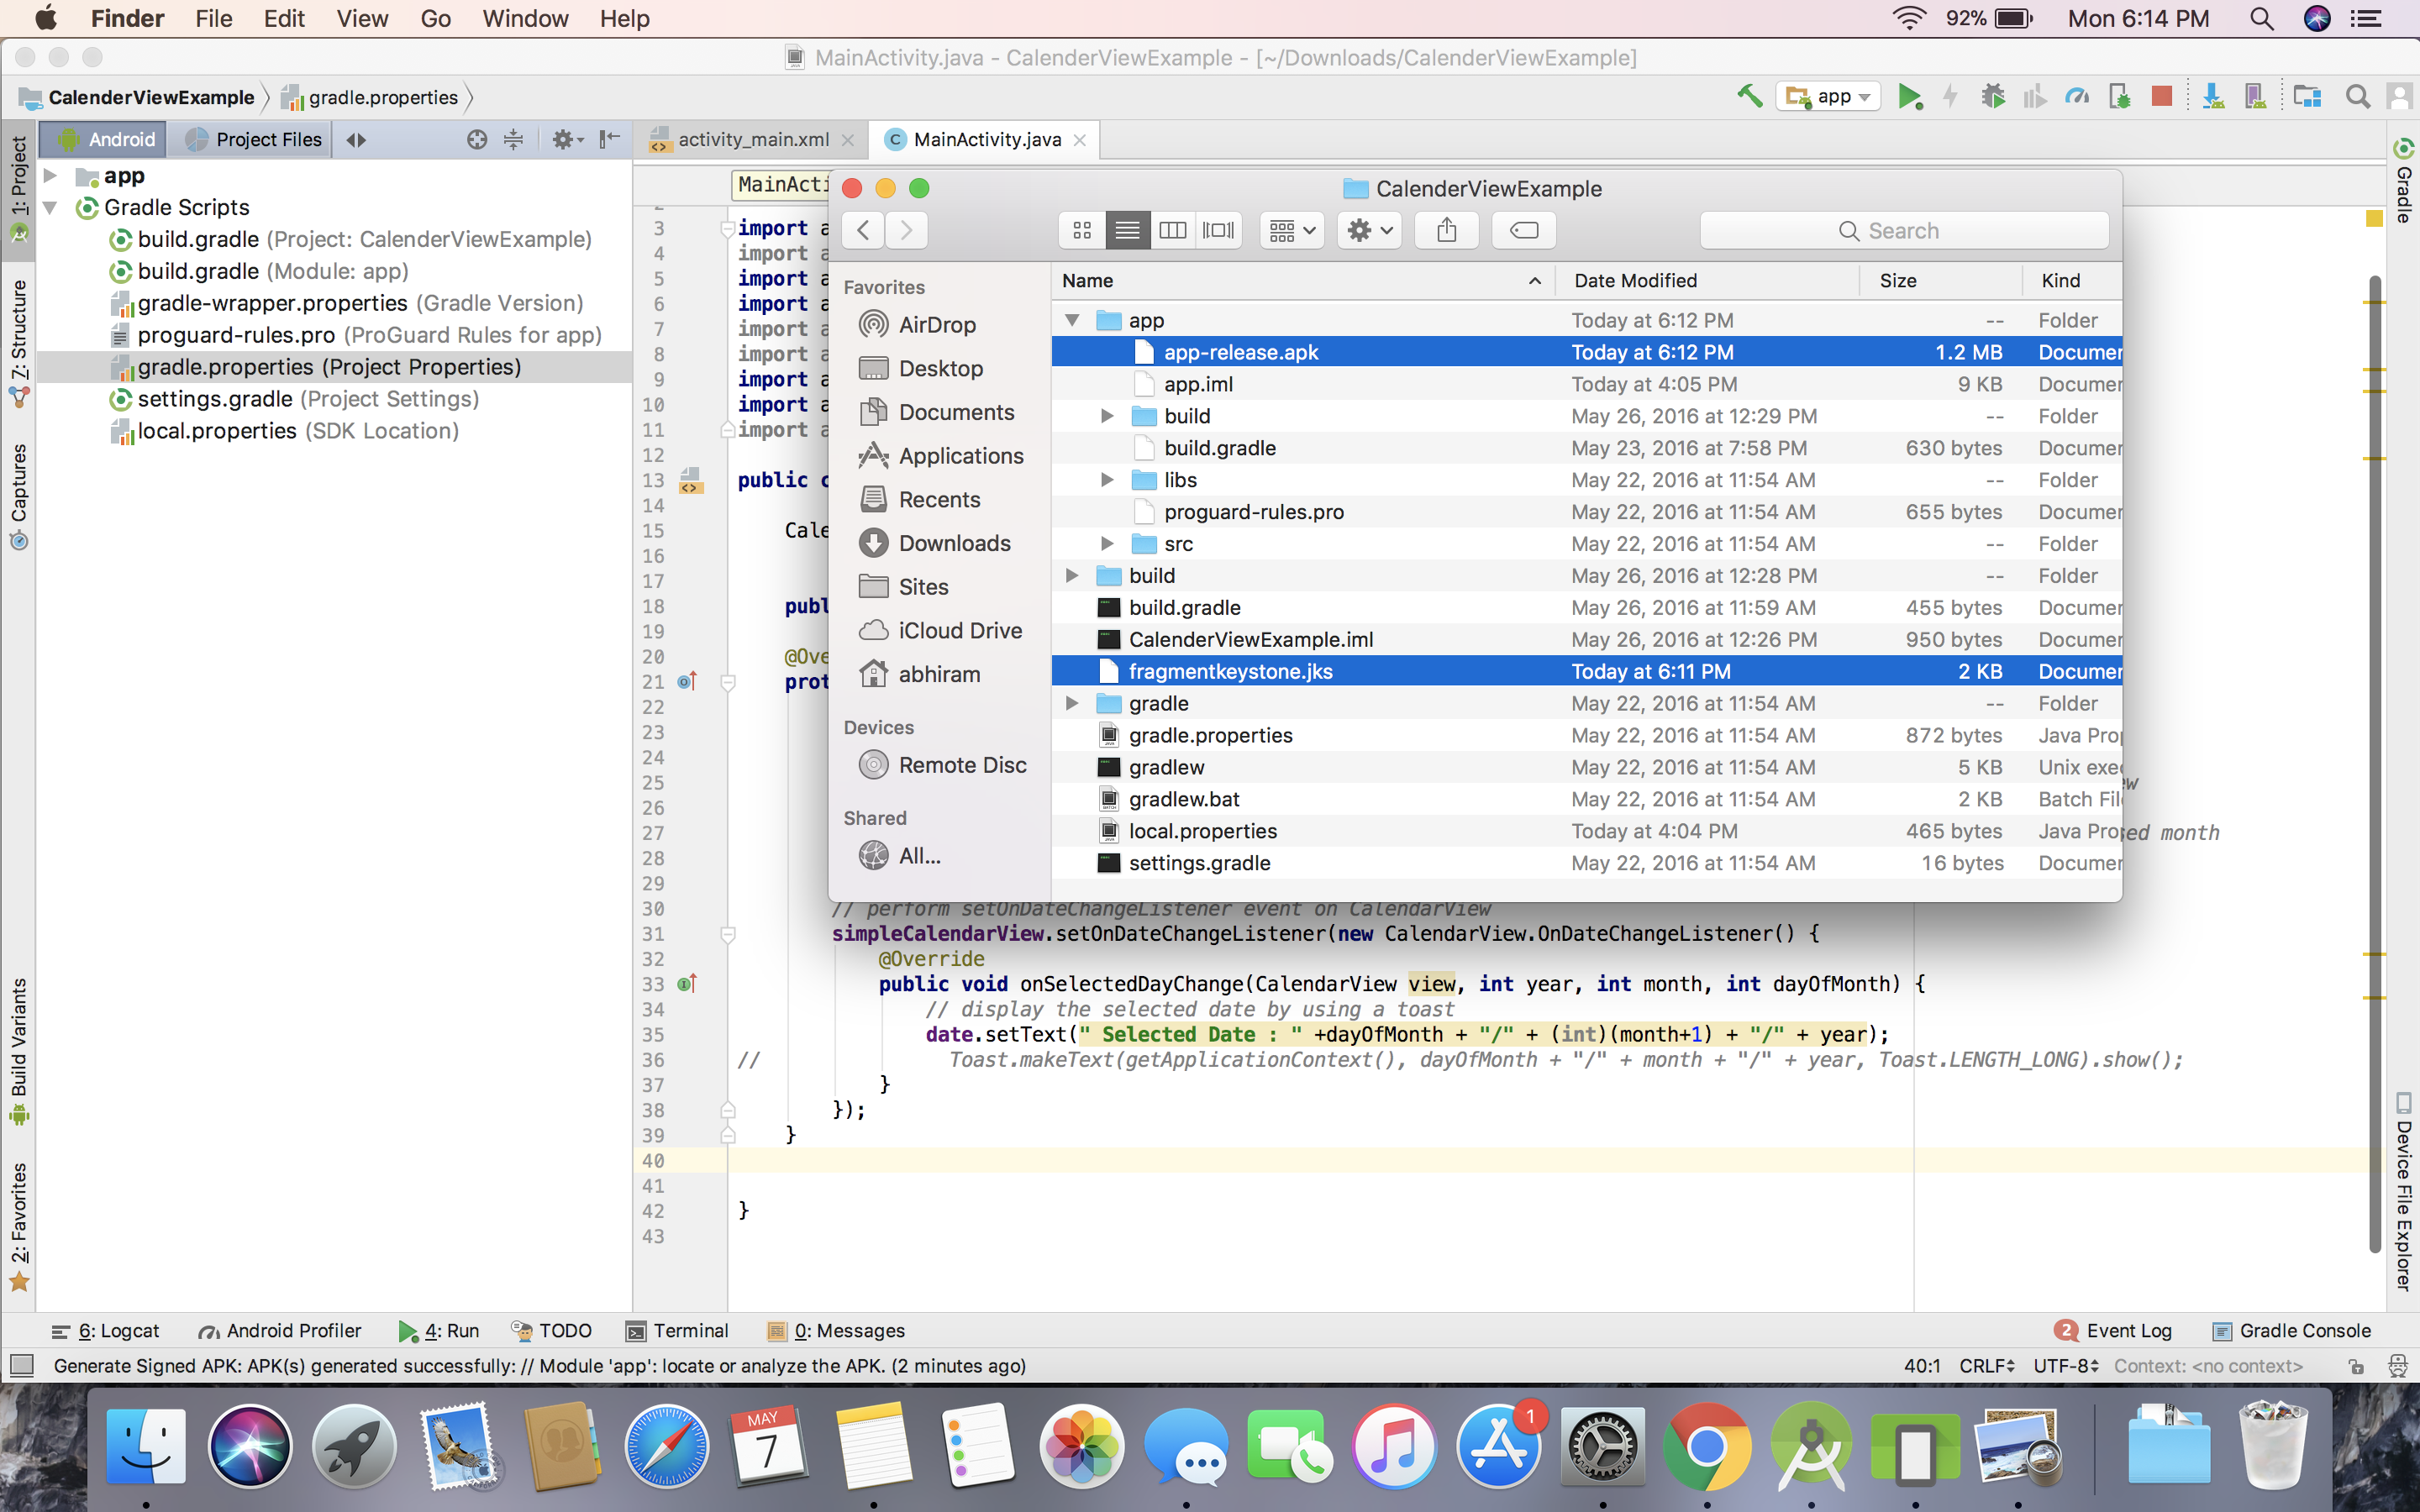 Finder File Edit View Go Window Help 92% Mon 6:14 PM
MainActivity.java - CalenderViewExample - [~/Downloads/CalenderViewExample]
CalenderViewExample gradle.properties app
1: Project
Z: Structure
Captures
Build Variants
2: Favorites
Android Project Files
app
Gradle Scripts
build.gradle (Project: CalenderViewExample)
build.gradle (Module: app)
gradle-wrapper.properties (Gradle Version)
proguard-rules.pro (ProGuard Rules for app)
gradle.properties (Project Properties)
settings.gradle (Project Settings)
local.properties (SDK Location)
activity_main.xml MainActivity.java
MainActi
3 import a
4 import a
5 import a
6 import a
7 import a
8 import a
9 import a
10 import a
11 import a
12
13 public c
14
15 Cale
16
17
18 publ
19
20 @Ove
21 prot
22
23
24
25
26
27
28
29
CalenderViewExample
Search
Favorites
AirDrop
Desktop
Documents
Applications
Recents
Downloads
Sites
iCloud Drive
abhiram
Devices
Remote Disc
Shared
All...
Name Date Modified Size Kind
app Today at 6:12 PM -- Folder
app-release.apk Today at 6:12 PM 1.2 MB Documen
app.iml Today at 4:05 PM 9 KB Documen
build May 26, 2016 at 12:29 PM -- Folder
build.gradle May 23, 2016 at 7:58 PM 630 bytes Documen
libs May 22, 2016 at 11:54 AM -- Folder
proguard-rules.pro May 22, 2016 at 11:54 AM 655 bytes Documen
src May 22, 2016 at 11:54 AM -- Folder
build May 26, 2016 at 12:28 PM -- Folder
build.gradle May 26, 2016 at 11:59 AM 455 bytes Documen
CalenderViewExample.iml May 26, 2016 at 12:26 PM 950 bytes Documen
fragmentkeystone.jks Today at 6:11 PM 2 KB Documen
gradle May 22, 2016 at 11:54 AM -- Folder
gradle.properties May 22, 2016 at 11:54 AM 872 bytes Java Pro
gradlew May 22, 2016 at 11:54 AM 5 KB Unix exe
gradlew.bat May 22, 2016 at 11:54 AM 2 KB Batch Fil
local.properties Today at 4:04 PM 465 bytes Java Pro
settings.gradle May 22, 2016 at 11:54 AM 16 bytes Documen
ew
ed month
30 // perform setOnDateChangeListener event on CalendarView
31 simpleCalendarView.setOnDateChangeListener(new CalendarView.OnDateChangeListener() {
32 @Override
33 public void onSelectedDayChange(CalendarView view, int year, int month, int dayOfMonth) {
34 // display the selected date by using a toast
35 date.setText(" Selected Date : " +dayOfMonth + "/" + (int)(month+1) + "/" + year);
36 // Toast.makeText(getApplicationContext(), dayOfMonth + "/" + month + "/" + year, Toast.LENGTH_LONG).show();
37 }
38 });
39 }
40
41
42 }
43
Gradle
Device File Explorer
6: Logcat Android Profiler 4: Run TODO Terminal 0: Messages 2 Event Log Gradle Console
Generate Signed APK: APK(s) generated successfully: // Module 'app': locate or analyze the APK. (2 minutes ago) 40:1 CRLF UTF-8 Context: <no context>
MAY
7
1